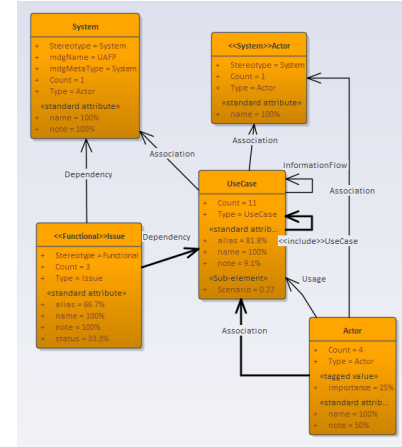 System
+ Stereotype = System
+ mdgName = UAFP
+ mdgMetaType = System
+ Count = 1
+ Type = Actor
«standard attribute»
+ name = 100%
+ note = 100%
<<System>>Actor
+ Stereotype = System
+ Count = 1
+ Type = Actor
«standard attribute»
+ name = 100%
Association
Association
InformationFlow
Dependency
UseCase
+ Count = 11
+ Type = UseCase
«standard attrib...
+ alias = 81.8%
+ name = 100%
+ note = 9.1%
«Sub-element»
+ Scenario = 0.27
Association
<<include>>UseCase
<<Functional>>Issue
+ Stereotype = Functional
+ Count = 3
+ Type = Issue
«standard attribute»
+ alias = 66.7%
+ name = 100%
+ note = 100%
+ status = 33.3%
Dependency
Usage
Association
Actor
+ Count = 4
+ Type = Actor
«tagged value»
+ importance = 25%
«standard attrib...
+ name = 100%
+ note = 50%